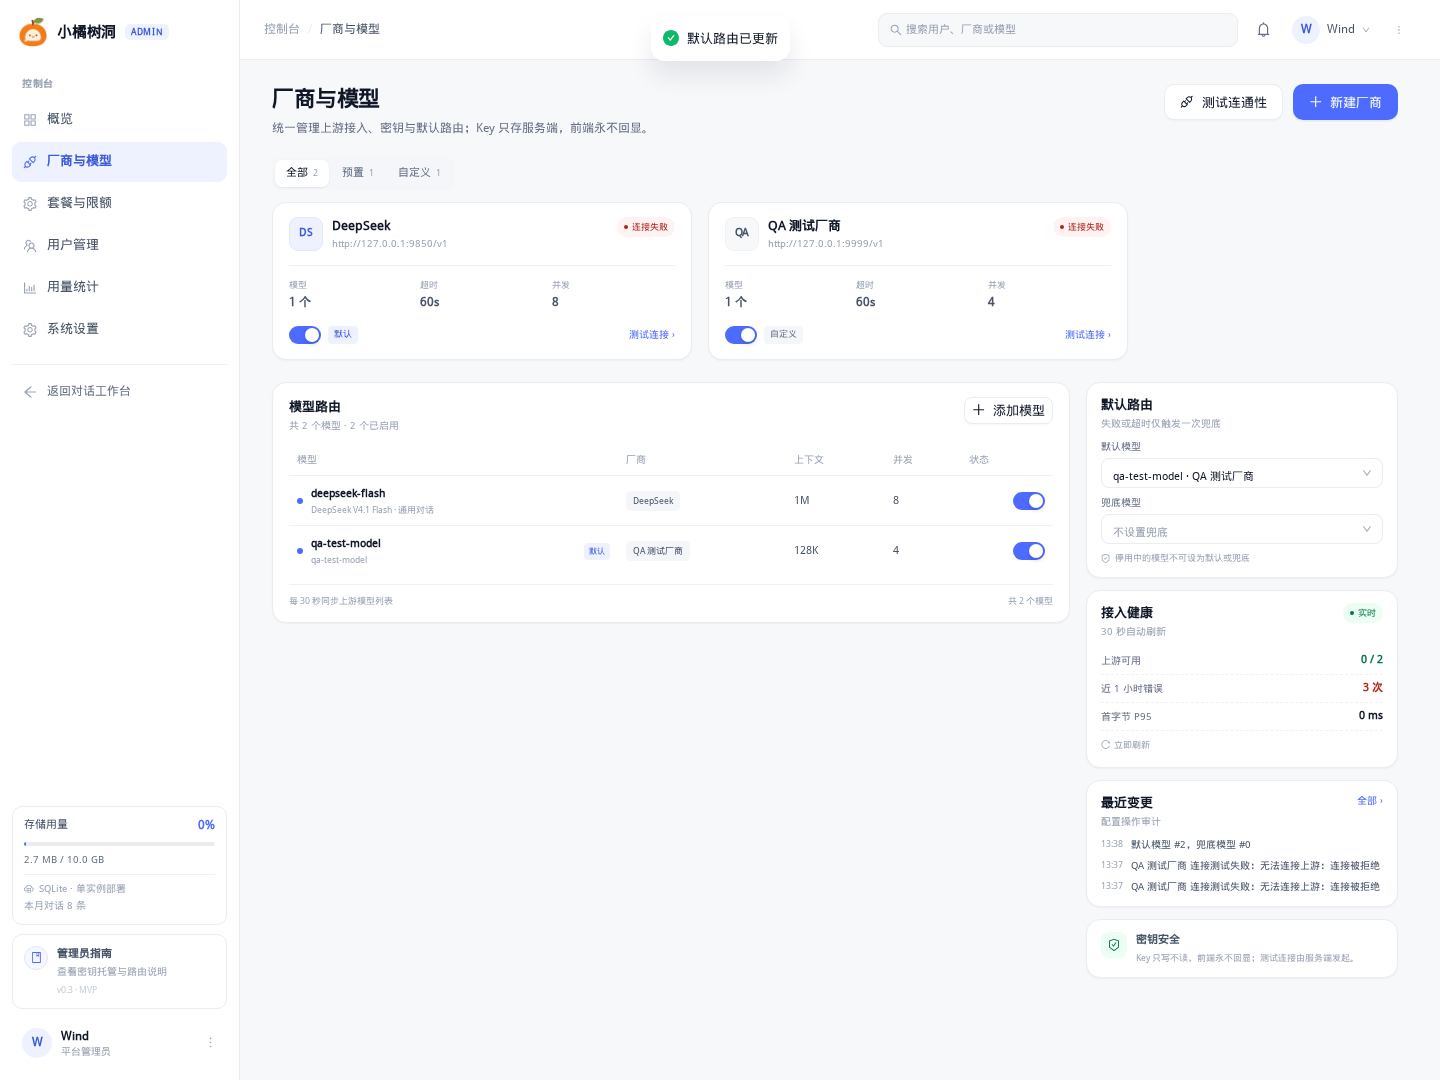 小橘树洞 ADMIN
控制台
概览
厂商与模型
套餐与限额
用户管理
用量统计
系统设置
返回对话工作台
存储用量 0%
2.7 MB / 10.0 GB
SQLite · 单实例部署
本月对话 8 条
管理员指南
查看密钥托管与路由说明
v0.3 · MVP
W Wind
平台管理员
控制台 / 厂商与模型
默认路由已更新
搜索用户、厂商或模型
W Wind
厂商与模型
统一管理上游接入、密钥与默认路由；Key 只存服务端，前端永不回显。
测试连通性
新建厂商
全部 2 预置 1 自定义 1
DS DeepSeek 连接失败
http://127.0.0.1:9850/v1
模型 超时 并发
1 个 60s 8
默认 测试连接 ›
QA QA 测试厂商 连接失败
http://127.0.0.1:9999/v1
模型 超时 并发
1 个 60s 4
自定义 测试连接 ›
模型路由
共 2 个模型 · 2 个已启用
添加模型
模型 厂商 上下文 并发 状态
deepseek-flash DeepSeek 1M 8
DeepSeek V4.1 Flash · 通用对话
qa-test-model 默认 QA 测试厂商 128K 4
qa-test-model
每 30 秒同步上游模型列表 共 2 个模型
默认路由
失败或超时仅触发一次兜底
默认模型
qa-test-model · QA 测试厂商
兜底模型
不设置兜底
停用中的模型不可设为默认或兜底
接入健康 实时
30 秒自动刷新
上游可用 0 / 2
近 1 小时错误 3 次
首字节 P95 0 ms
立即刷新
最近变更 全部 ›
配置操作审计
13:38 默认模型 #2，兜底模型 #0
13:37 QA 测试厂商 连接测试失败：无法连接上游：连接被拒绝
13:37 QA 测试厂商 连接测试失败：无法连接上游：连接被拒绝
密钥安全
Key 只写不读，前端永不回显；测试连接由服务端发起。